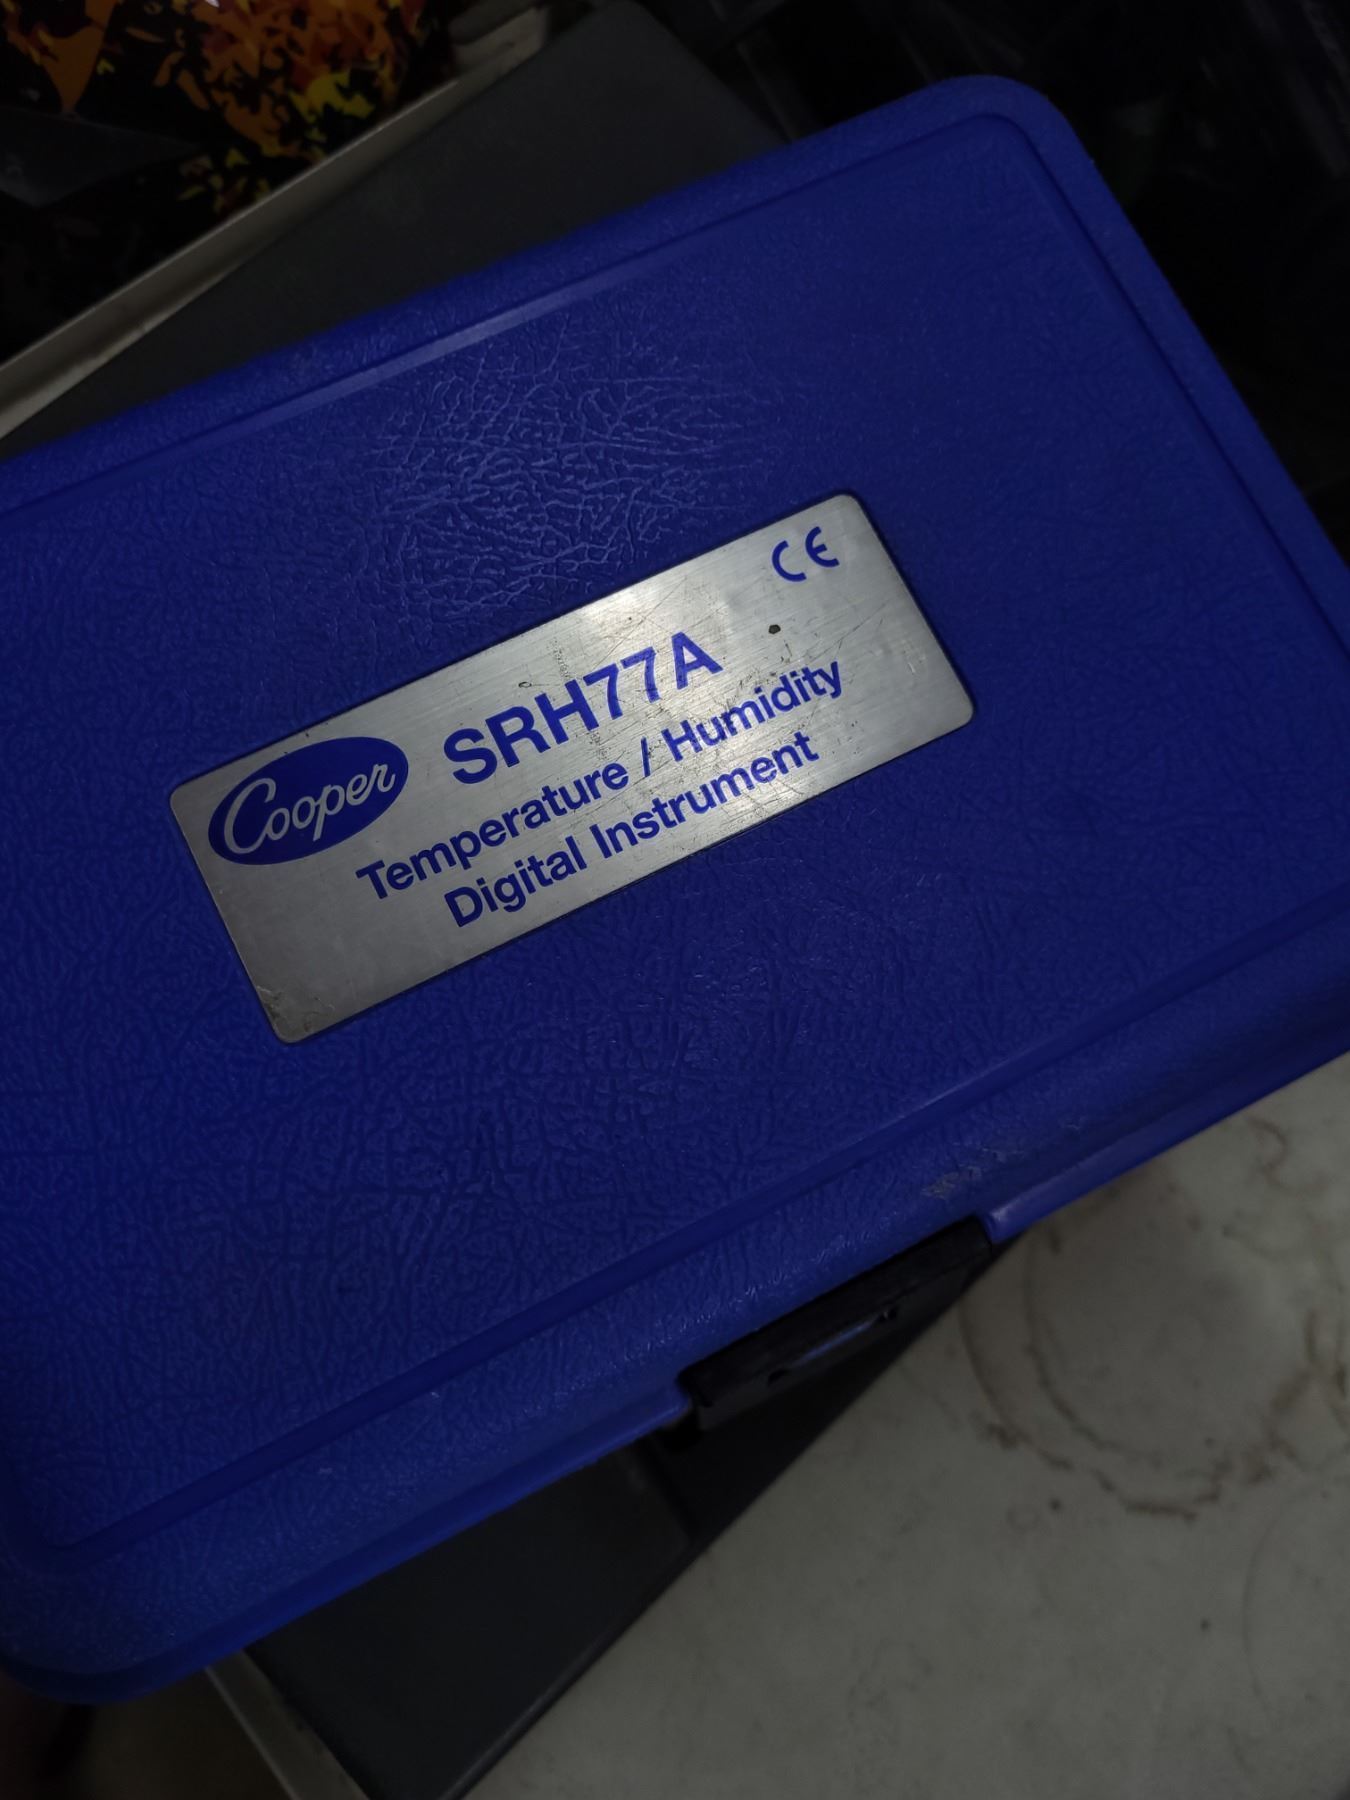 CE
Cooper
SRH77A
Temperature / Humidity
Digital Instrument